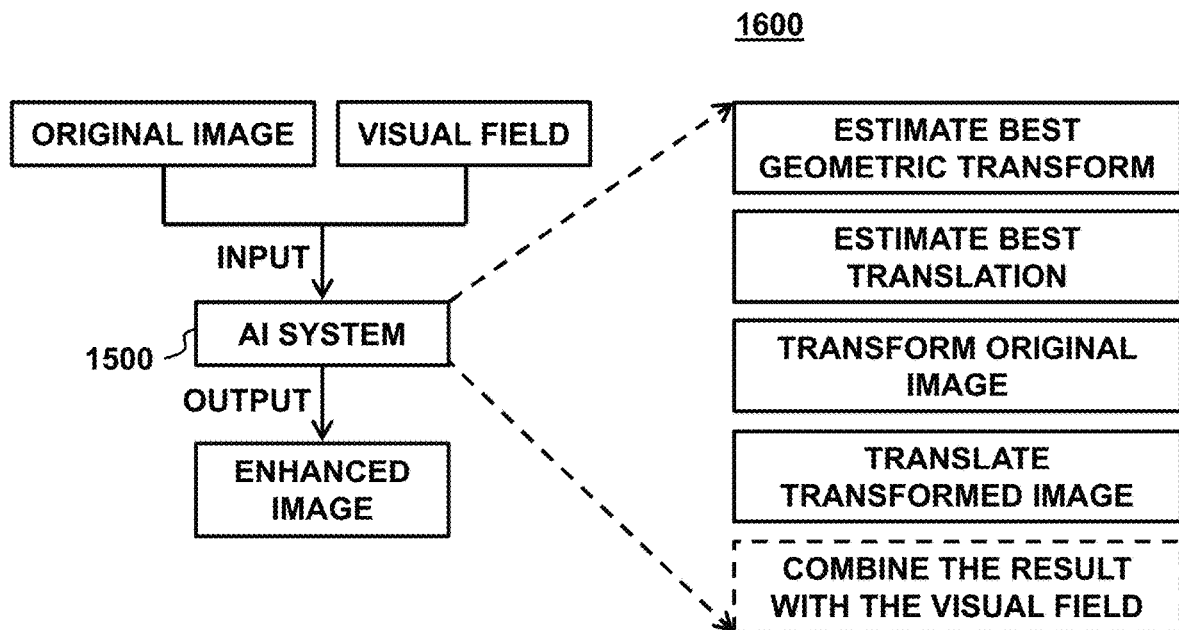 1600
ORIGINAL IMAGE
VISUAL FIELD
INPUT
AI SYSTEM
1500
OUTPUT
ENHANCED
IMAGE
ESTIMATE BEST
GEOMETRIC TRANSFORM
ESTIMATE BEST
TRANSLATION
TRANSFORM ORIGINAL
IMAGE
TRANSLATE
TRANSFORMED IMAGE
COMBINE THE RESULT
WITH THE VISUAL FIELD